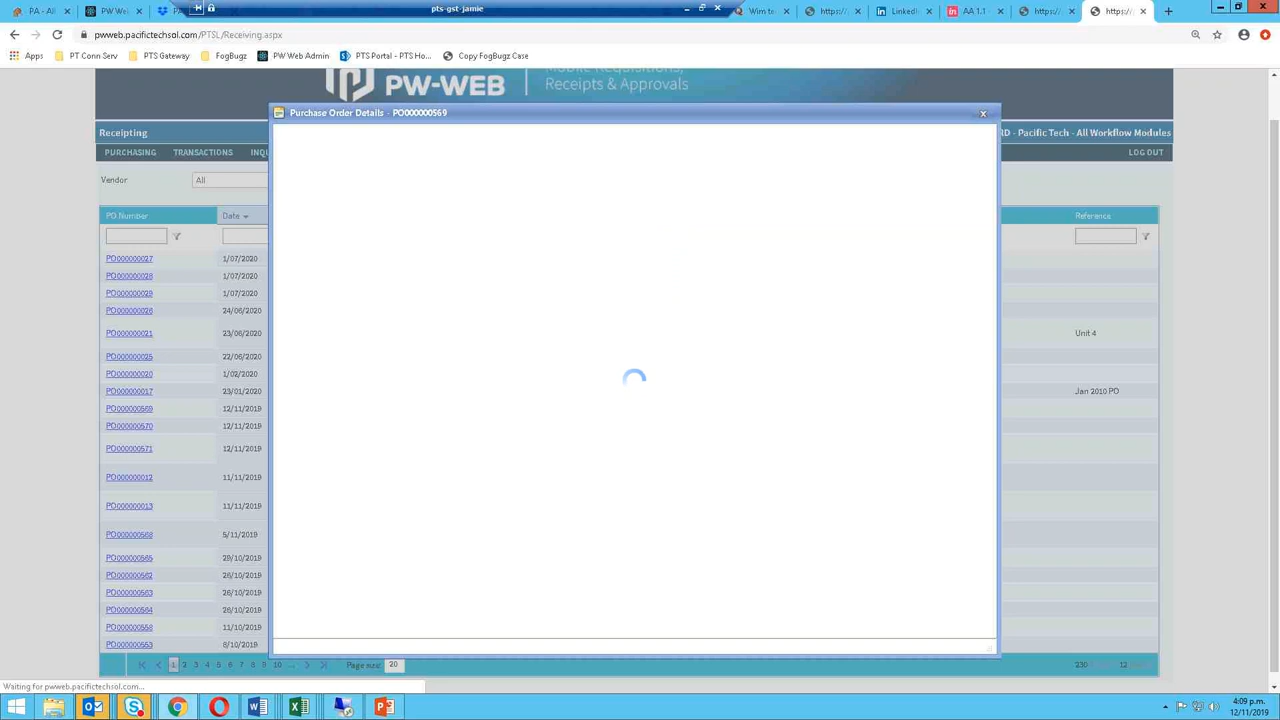 PA - All
PW Web
P
pts-gst-jamie
Wim te
https:/
LinkedI
AA 1.1
https:/
https:/
pwweb.pacifictechsol.com/PTSL/Receiving.aspx
Apps
PT Conn Serv
PTS Gateway
FogBugz
PW Web Admin
PTS Portal - PTS Ho...
Copy FogBugz Case
PW-WEB
Mobile Requisitions,
Receipts & Approvals
Purchase Order Details - PO000000569
Receipting
RD - Pacific Tech - All Workflow Modules
PURCHASING
TRANSACTIONS
INQU
LOG OUT
Vendor
All
PO Number
Date
Reference
PO000000027
1/07/2020
PO000000028
1/07/2020
PO000000029
1/07/2020
PO000000026
24/06/2020
PO000000021
23/06/2020
Unit 4
PO000000025
22/06/2020
PO000000020
1/02/2020
PO000000017
23/01/2020
Jan 2010 PO
PO000000569
12/11/2019
PO000000570
12/11/2019
PO000000571
12/11/2019
PO000000012
11/11/2019
PO000000013
11/11/2019
PO000000568
5/11/2019
PO000000565
29/10/2019
PO000000562
26/10/2019
PO000000563
26/10/2019
PO000000564
26/10/2019
PO000000556
11/10/2019
PO000000553
8/10/2019
1 2 3 4 5 6 7 8 9 10 ...
Page size: 20
230
12
Waiting for pwweb.pacifictechsol.com...
4:09 p.m.
12/11/2019